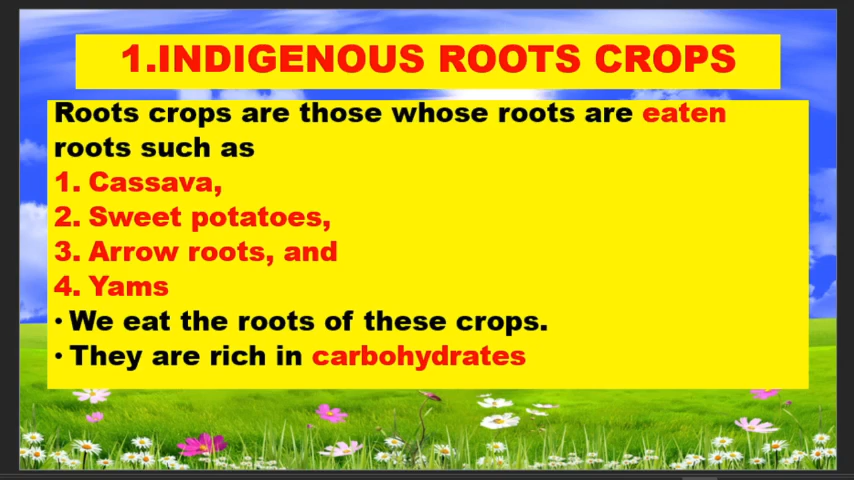 1.INDIGENOUS ROOTS CROPS
Roots crops are those whose roots are eaten
roots such as
1. Cassava,
2. Sweet potatoes,
3. Arrow roots, and
4. Yams
• We eat the roots of these crops.
• They are rich in carbohydrates